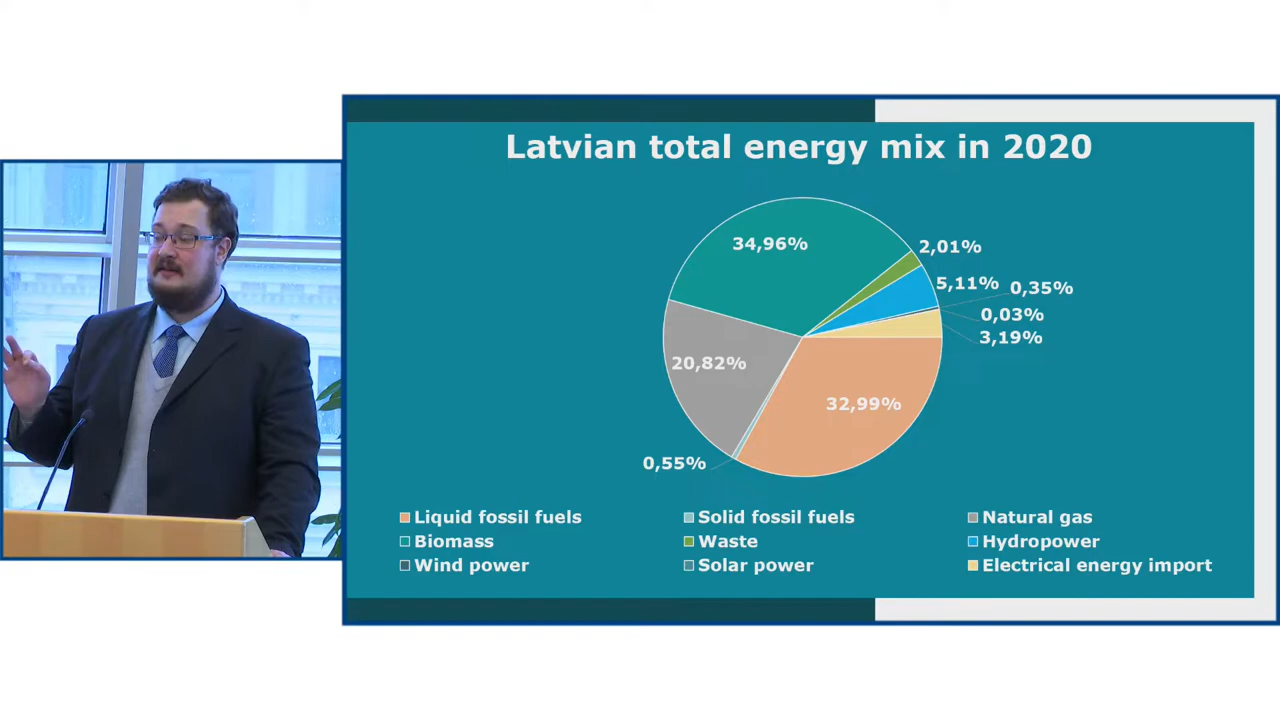 Latvian total energy mix in 2020
34,96%
2,01%
5,11%
0,35%
0,03%
3,19%
20,82%
32,99%
0,55%
Liquid fossil fuels
Solid fossil fuels
Natural gas
Biomass
Waste
Hydropower
Wind power
Solar power
Electrical energy import